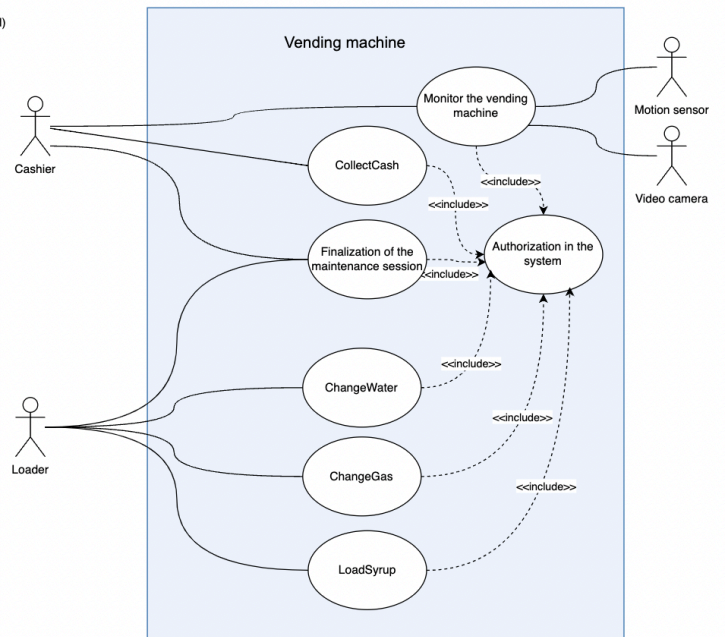 l)
Vending machine
Monitor the vending
machine
Motion sensor
Cashier
CollectCash
<<include>>
Video camera
<<include>>
Finalization of the
maintenance session
Authorization in the
system
<<include>>
<<include>>
ChangeWater
Loader
<<include>>
ChangeGas
<<include>>
LoadSyrup